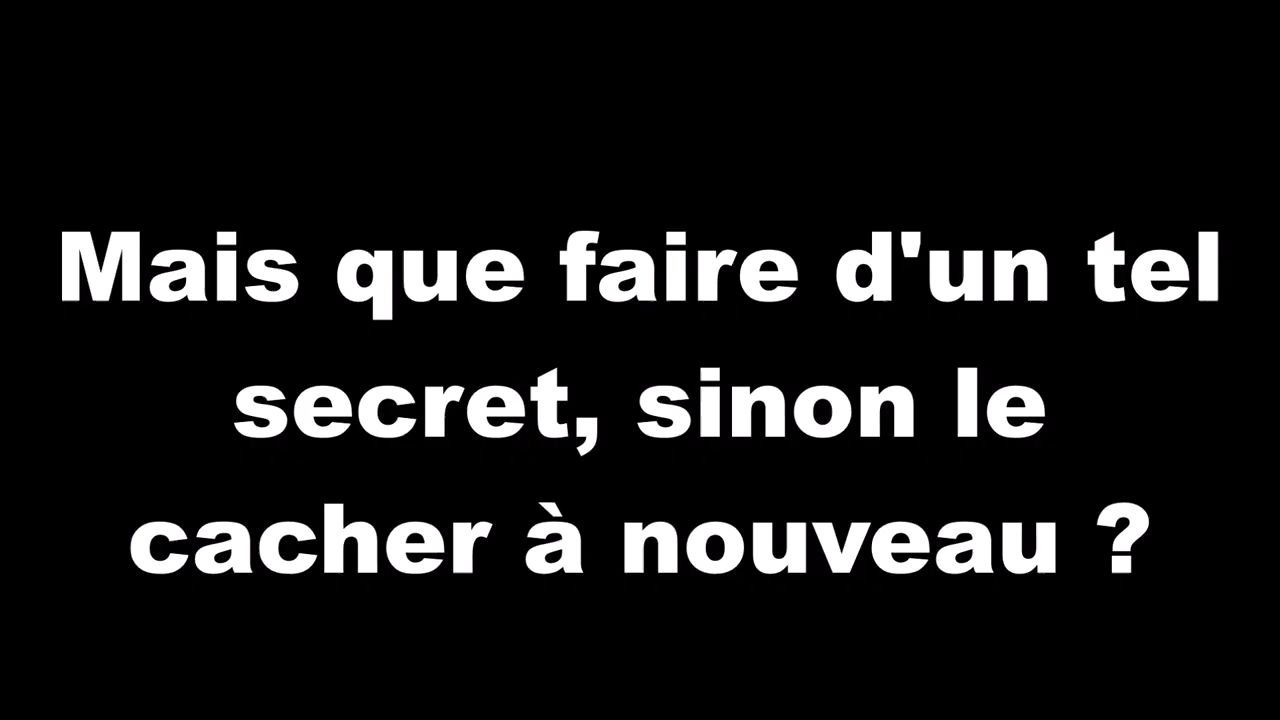 Mais que faire d'un tel
secret, sinon le
cacher à nouveau ?